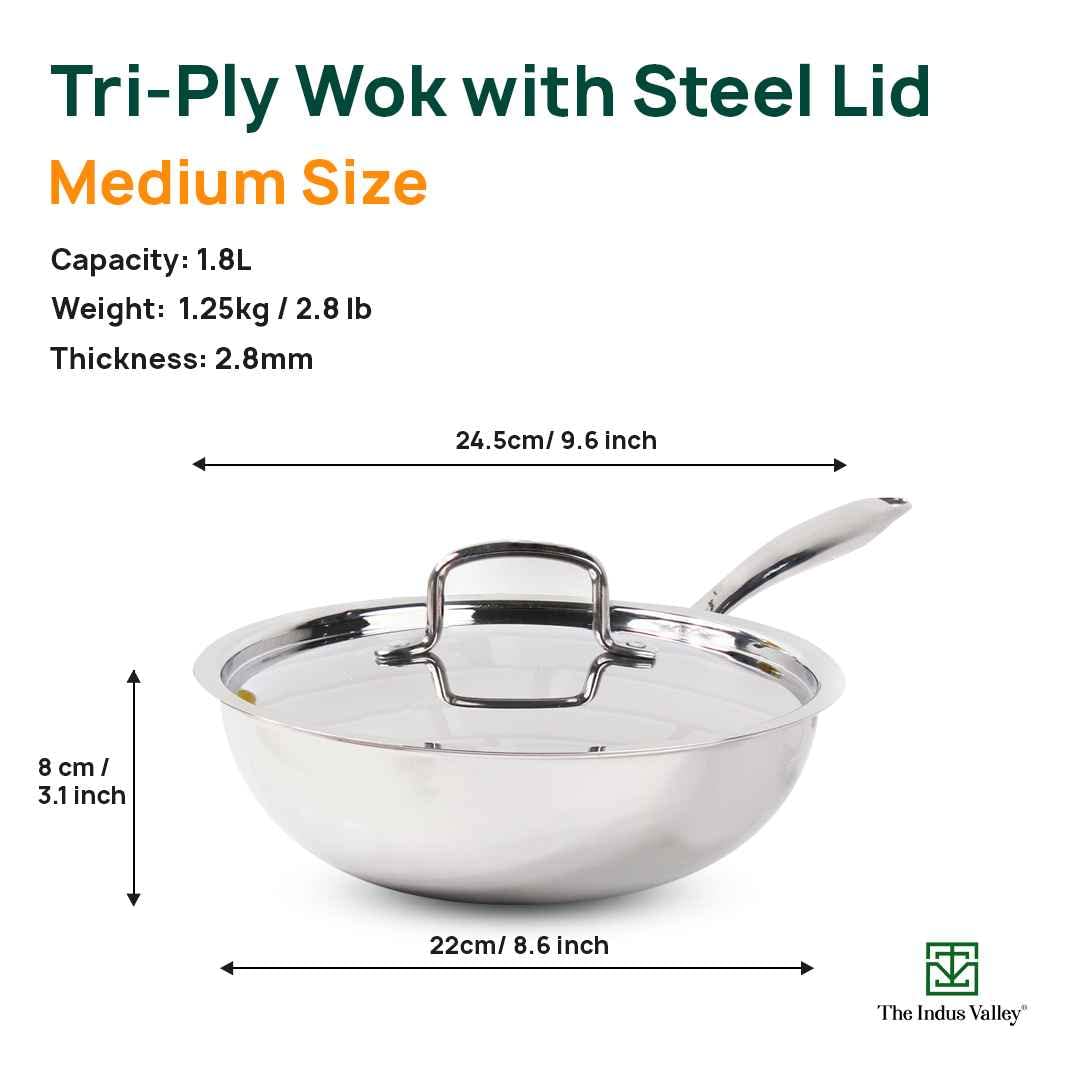 Tri-Ply Wok with Steel Lid
Medium Size
Capacity: 1.8L
Weight: 1.25kg / 2.8 lb
Thickness: 2.8mm
24.5cm/ 9.6 inch
8 cm /
3.1 inch
22cm/ 8.6 inch
The Indus Valley®